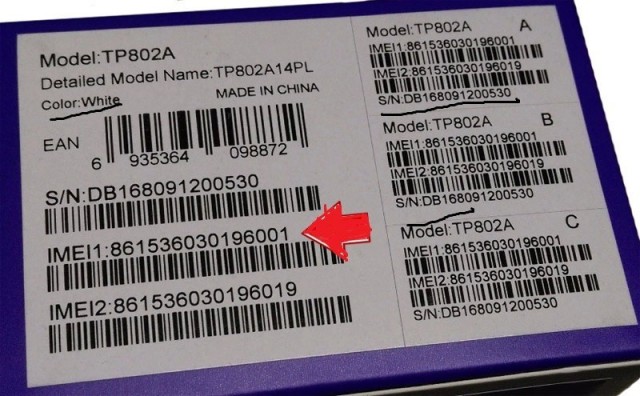 Model:TP802A
Detailed Model Name:TP802A14PL
Color:White
MADE IN CHINA
EAN
6 935364 098872
S/N:DB168091200530
IMEI1:861536030196001
IMEI2:861536030196019
Model:TP802A A
IMEI1:861536030196001
IMEI2:861536030196019
S/N:DB168091200530
Model:TP802A B
IMEI1:861536030196001
IMEI2:861536030196019
S/N:DB168091200530
Model:TP802A C
IMEI1:861536030196001
IMEI2:861536030196019
S/N:DB168091200530